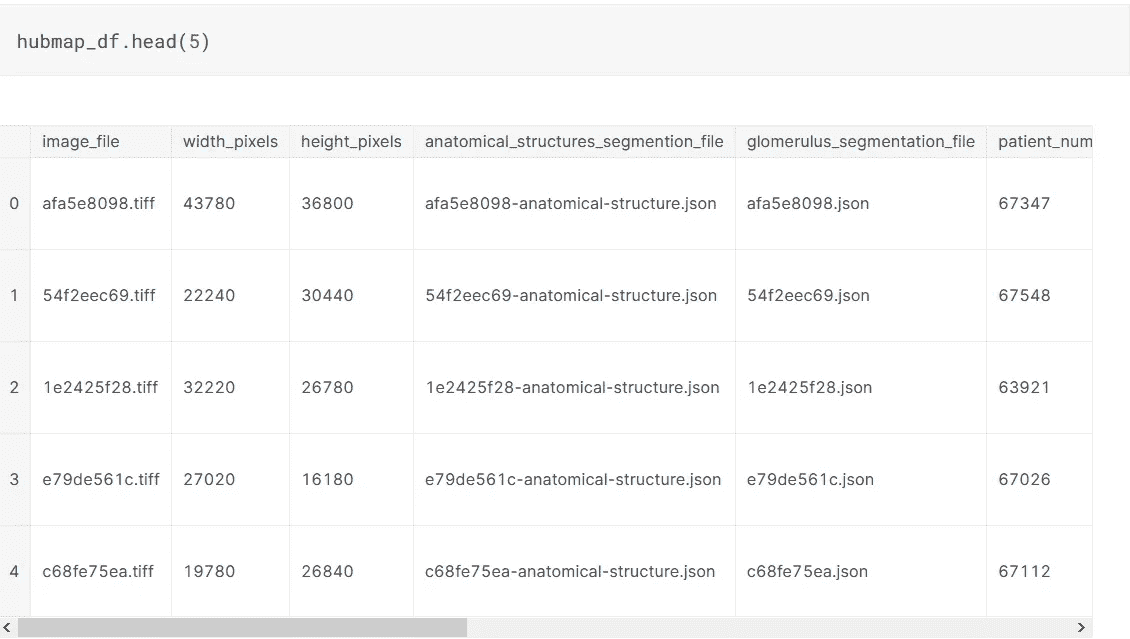 hubmap_df.head(5)
image_file width_pixels height_pixels anatomical_structures_segmention_file glomerulus_segmentation_file patient_num
0 afa5e8098.tiff 43780 36800 afa5e8098-anatomical-structure.json afa5e8098.json 67347
1 54f2eec69.tiff 22240 30440 54f2eec69-anatomical-structure.json 54f2eec69.json 67548
2 1e2425f28.tiff 32220 26780 1e2425f28-anatomical-structure.json 1e2425f28.json 63921
3 e79de561c.tiff 27020 16180 e79de561c-anatomical-structure.json e79de561c.json 67026
4 c68fe75ea.tiff 19780 26840 c68fe75ea-anatomical-structure.json c68fe75ea.json 67112